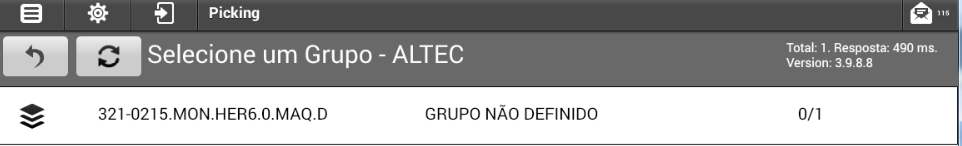 Picking
115
Selecione um Grupo - ALTEC
Total: 1. Resposta: 490 ms.
Version: 3.9.8.8
321-0215.MON.HER6.0.MAQ.D GRUPO NÃO DEFINIDO 0/1